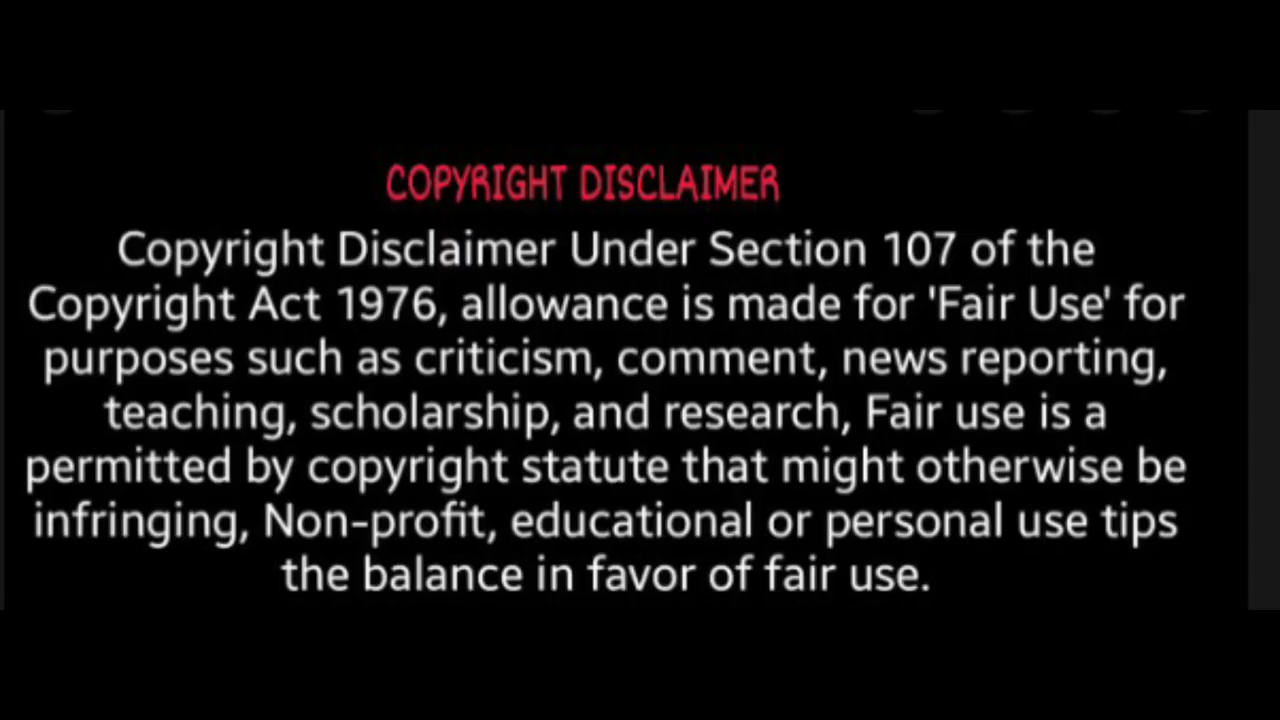 COPYRIGHT DISCLAIMER
Copyright Disclaimer Under Section 107 of the
Copyright Act 1976, allowance is made for 'Fair Use' for
purposes such as criticism, comment, news reporting,
teaching, scholarship, and research, Fair use is a
permitted by copyright statute that might otherwise be
infringing, Non-profit, educational or personal use tips
the balance in favor of fair use.